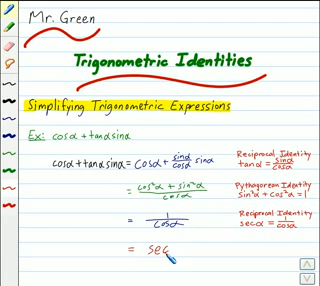 Mr. Green
Trigonometric Identities
Simplifying Trigonometric Expressions
Ex: cosα + tanα sinα
cosα + tanα sinα = cosα + sinα/cosα sinα
Reciprocal Identity
tanα = sinα/cosα
= cos²α + sin²α/cosα
Pythagorean Identity
sin²α + cos²α = 1
= 1/cosα
Reciprocal Identity
secα = 1/cosα
= sec